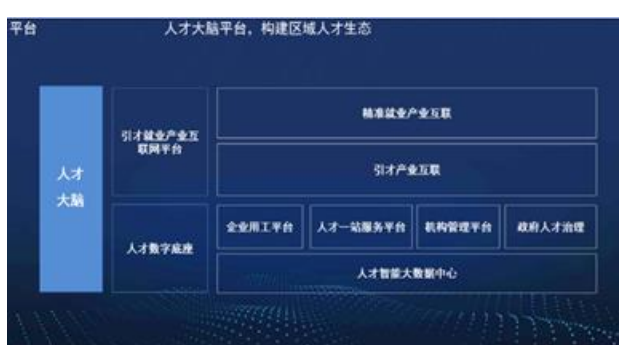 平台
人才大脑平台，构建区域人才生态
人才
大脑
引才就业产业互
联网平台
精准就业产业互联
引才产业互联
人才数字底座
企业用工平台
人才一站服务平台
机构管理平台
政府人才治理
人才智能大数据中心